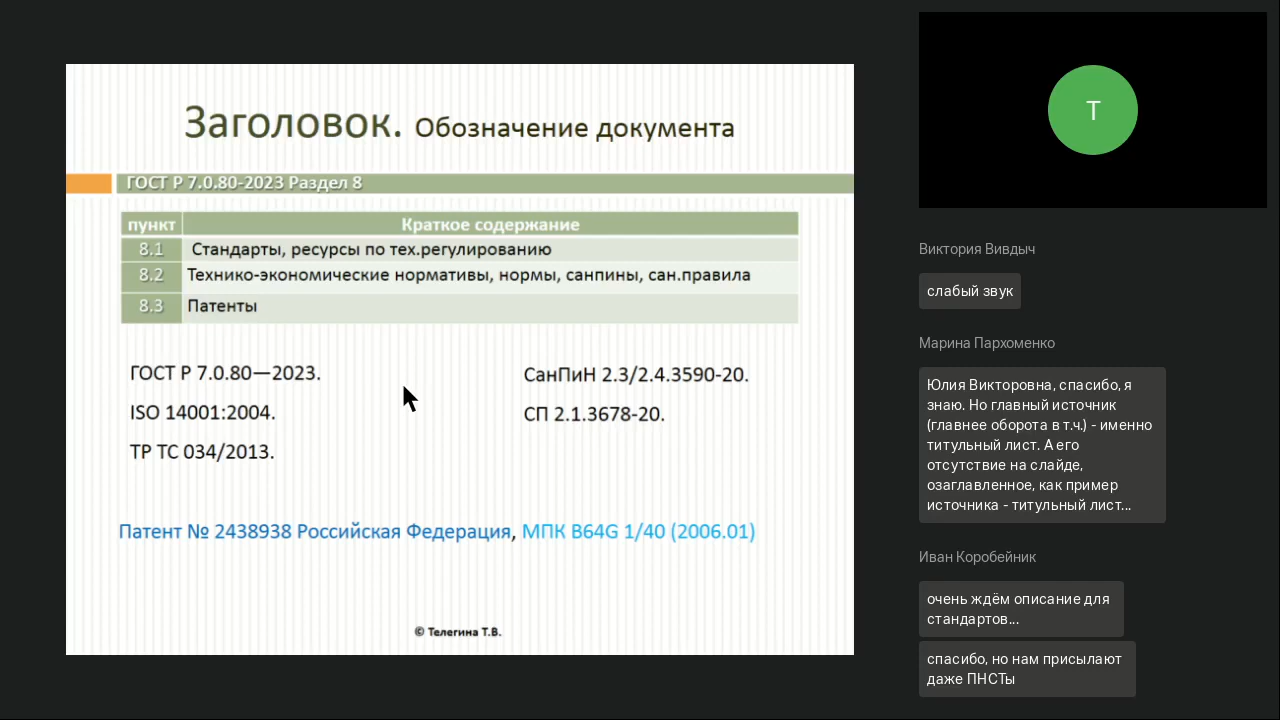 Заголовок. Обозначение документа
ГОСТ Р 7.0.80-2023 Раздел 8
пункт Краткое содержание
8.1 Стандарты, ресурсы по тех.регулированию
8.2 Технико-экономические нормативы, нормы, санпины, сан.правила
8.3 Патенты
ГОСТ Р 7.0.80—2023.
ISO 14001:2004.
ТР ТС 034/2013.
СанПиН 2.3/2.4.3590-20.
СП 2.1.3678-20.
Патент № 2438938 Российская Федерация, МПК B64G 1/40 (2006.01)
© Телегина Т.В.
Т
Виктория Вивдыч
слабый звук
Марина Пархоменко
Юлия Викторовна, спасибо, я
знаю. Но главный источник
(главнее оборота в т.ч.) - именно
титульный лист. А его
отсутствие на слайде,
озаглавленное, как пример
источника - титульный лист...
Иван Коробейник
очень ждём описание для
стандартов...
спасибо, но нам присылают
даже ПНСТы